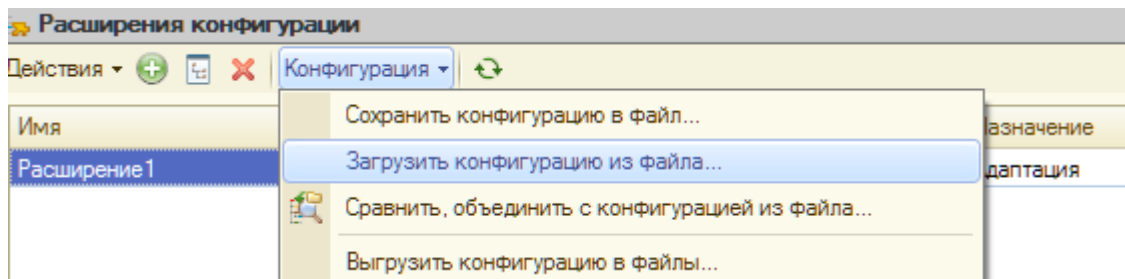 Расширения конфигурации
Действия
Конфигурация
Сохранить конфигурацию в файл...
Имя
Назначение
Загрузить конфигурацию из файла...
Расширение1
даптация
Сравнить, объединить с конфигурацией из файла...
Выгрузить конфигурацию в файлы...